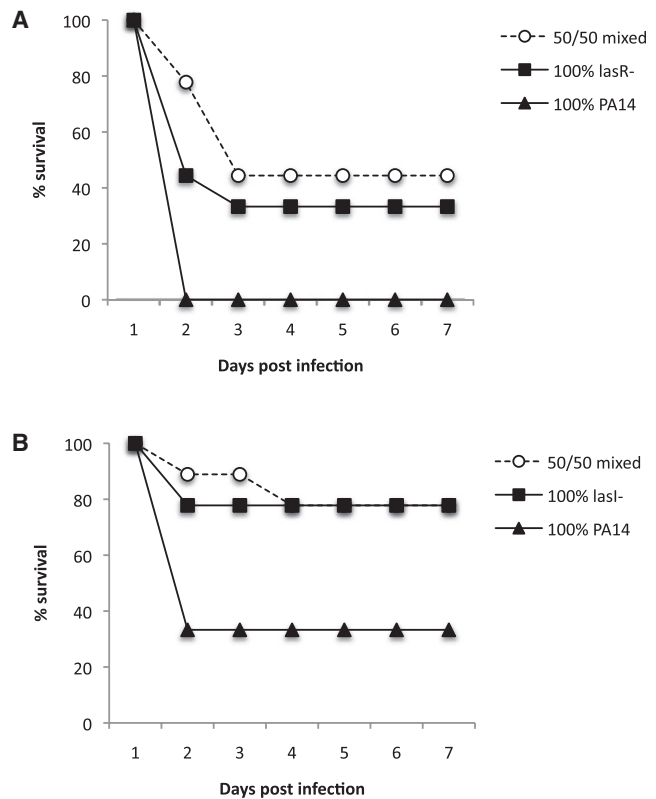 A
100
80
60
40
20
0
% survival
1 2 3 4 5 6 7
Days post infection
50/50 mixed
100% lasR-
100% PA14
B
100
80
60
40
20
0
% survival
1 2 3 4 5 6 7
Days post infection
50/50 mixed
100% lasI-
100% PA14